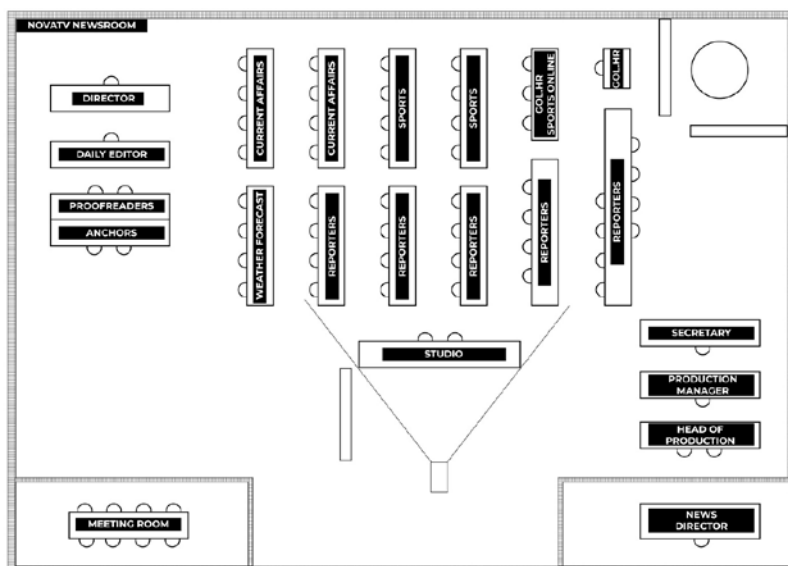 NOVATV NEWSROOM
DIRECTOR
DAILY EDITOR
PROOFREADERS
ANCHORS
CURRENT AFFAIRS
CURRENT AFFAIRS
SPORTS
SPORTS
GOL.HR
SPORTS ONLINE
GOL.HR
WEATHER FORECAST
REPORTERS
REPORTERS
REPORTERS
REPORTERS
REPORTERS
STUDIO
SECRETARY
PRODUCTION
MANAGER
HEAD OF
PRODUCTION
MEETING ROOM
NEWS
DIRECTOR